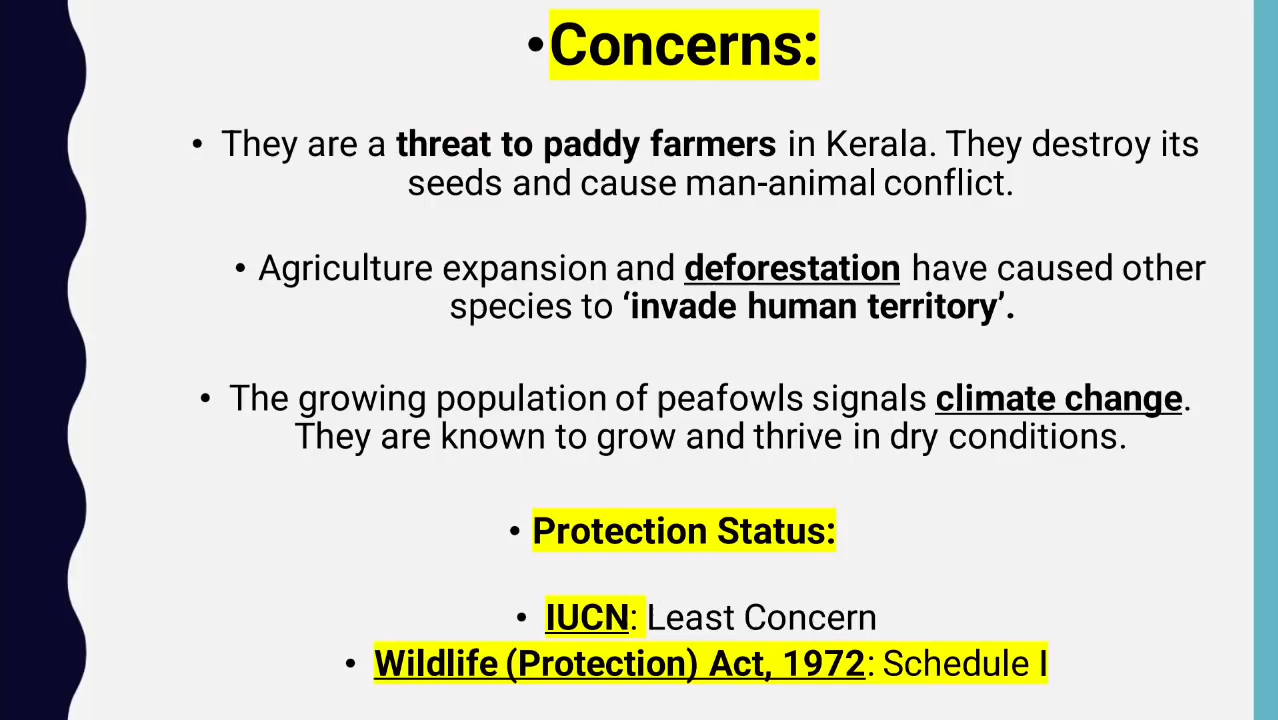 •Concerns:
• They are a threat to paddy farmers in Kerala. They destroy its
seeds and cause man-animal conflict.
• Agriculture expansion and deforestation have caused other
species to ‘invade human territory’.
• The growing population of peafowls signals climate change.
They are known to grow and thrive in dry conditions.
• Protection Status:
• IUCN: Least Concern
• Wildlife (Protection) Act, 1972: Schedule I